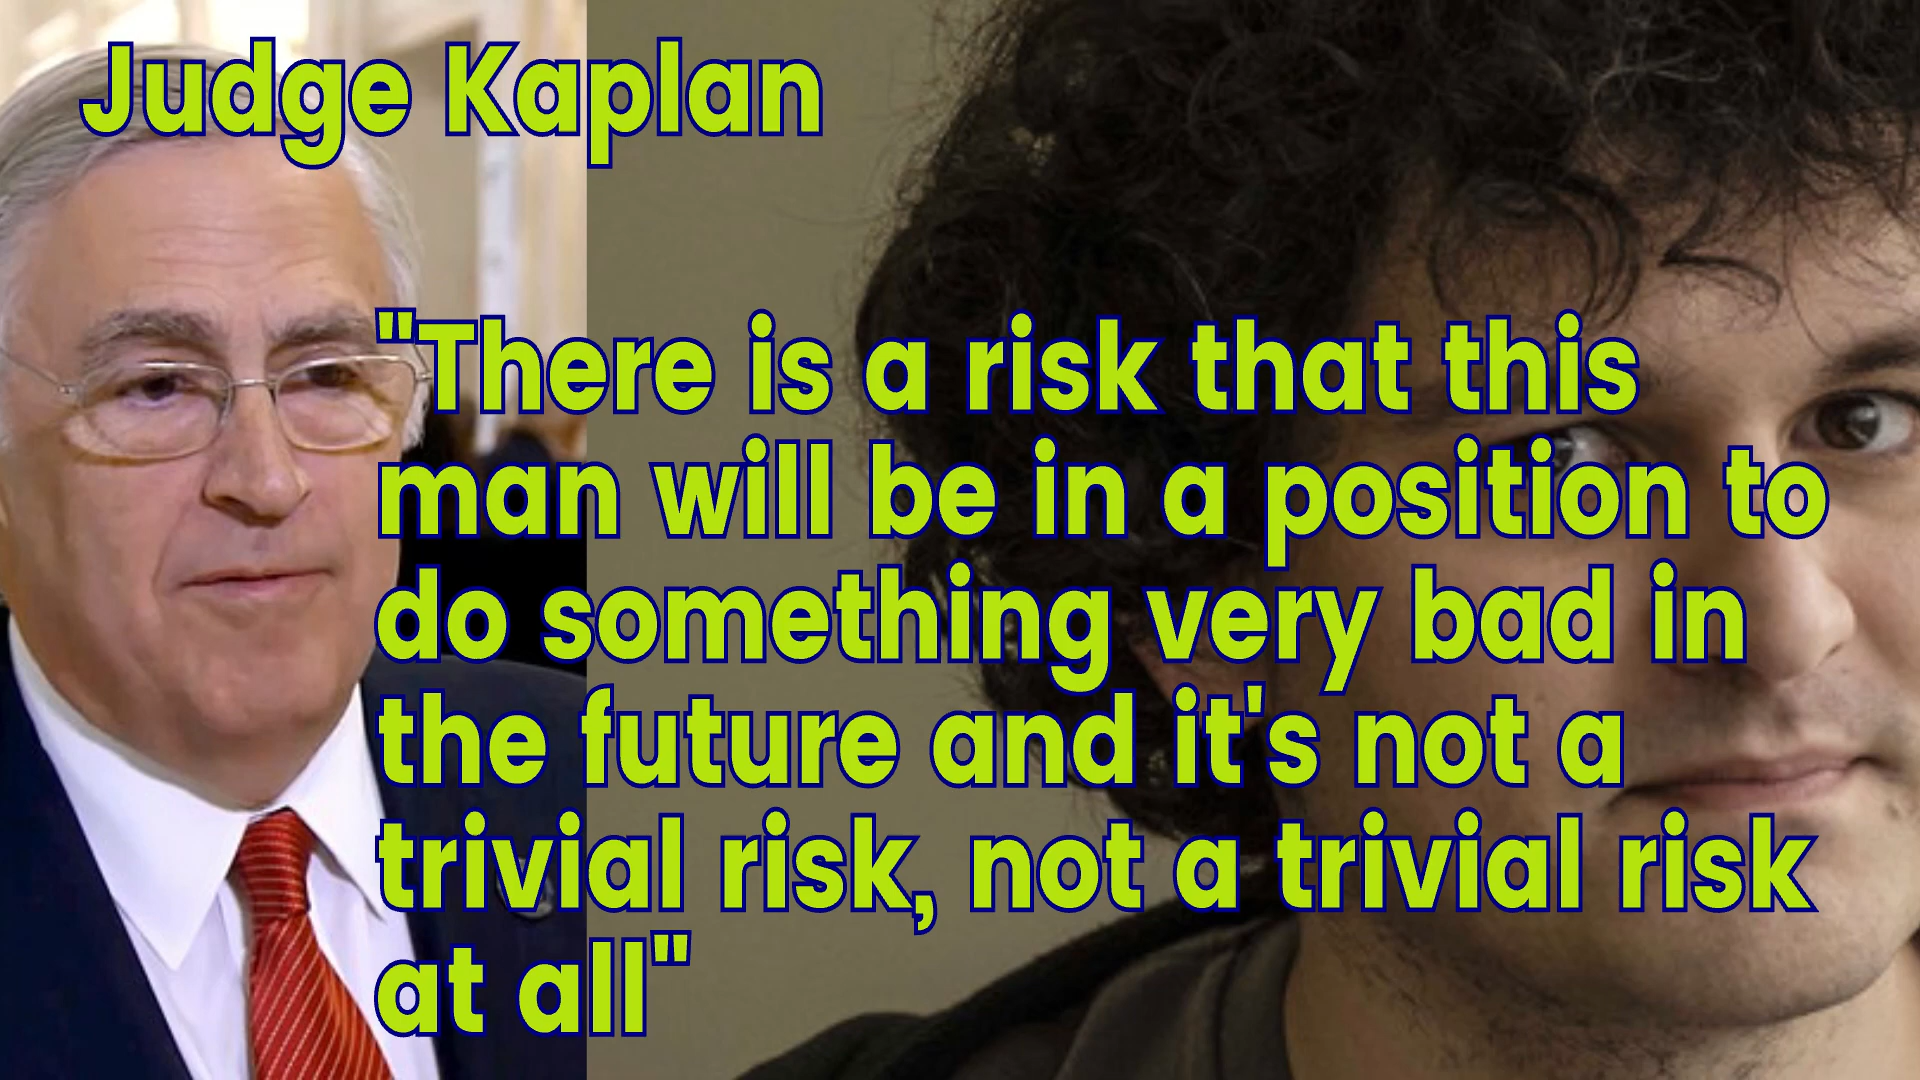 Judge Kaplan
"There is a risk that this
man will be in a position to
do something very bad in
the future and it's not a
trivial risk, not a trivial risk
at all"